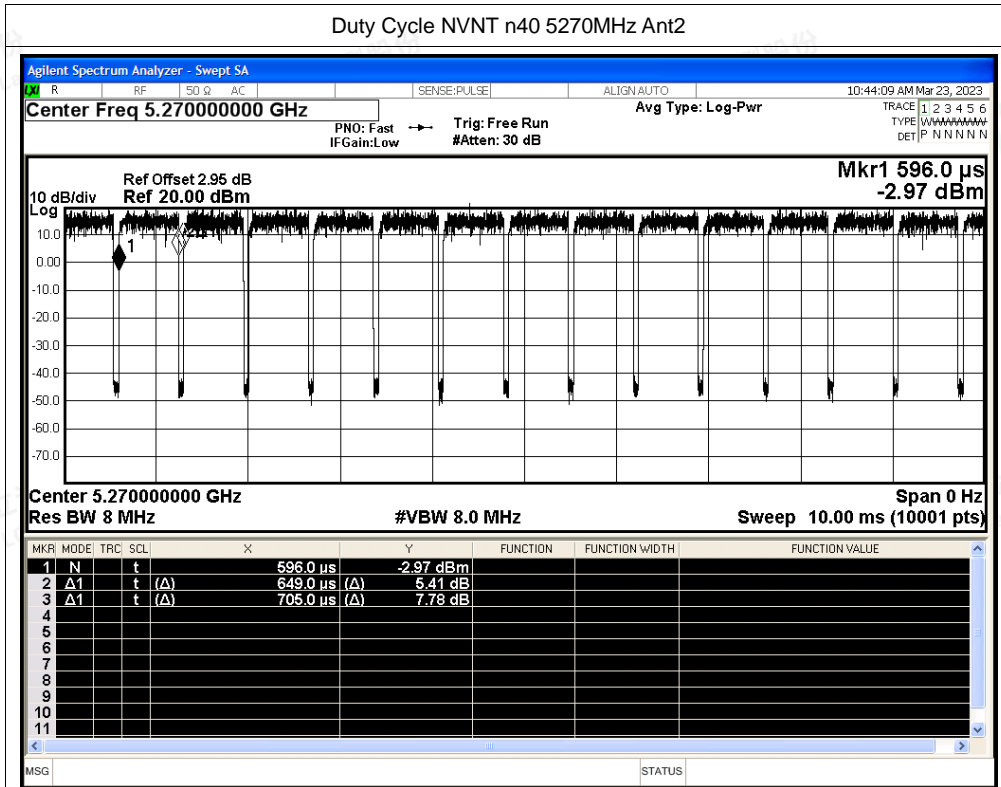 Duty Cycle NVNT n40 5270MHz Ant2
Agilent Spectrum Analyzer - Swept SA
LXI R RF 50 Ω AC SENSE:PULSE ALIGN AUTO 10:44:09 AM Mar 23, 2023
Center Freq 5.270000000 GHz Avg Type: Log-Pwr TRACE 1 2 3 4 5 6
PNO: Fast Trig: Free Run TYPE WWWWWW
IFGain:Low #Atten: 30 dB DET P N N N N N
Mkr1 596.0 µs
Ref Offset 2.95 dB
10 dB/div Ref 20.00 dBm -2.97 dBm
Log
10.0
1
0.00
-10.0
-20.0
-30.0
-40.0
-50.0
-60.0
-70.0
Center 5.270000000 GHz Span 0 Hz
Res BW 8 MHz #VBW 8.0 MHz Sweep 10.00 ms (10001 pts)
MKR MODE TRC SCL X Y FUNCTION FUNCTION WIDTH FUNCTION VALUE
1 N t 596.0 µs -2.97 dBm
2 Δ1 t (Δ) 649.0 µs (Δ) 5.41 dB
3 Δ1 t (Δ) 705.0 µs (Δ) 7.78 dB
4
5
6
7
8
9
10
11
MSG STATUS